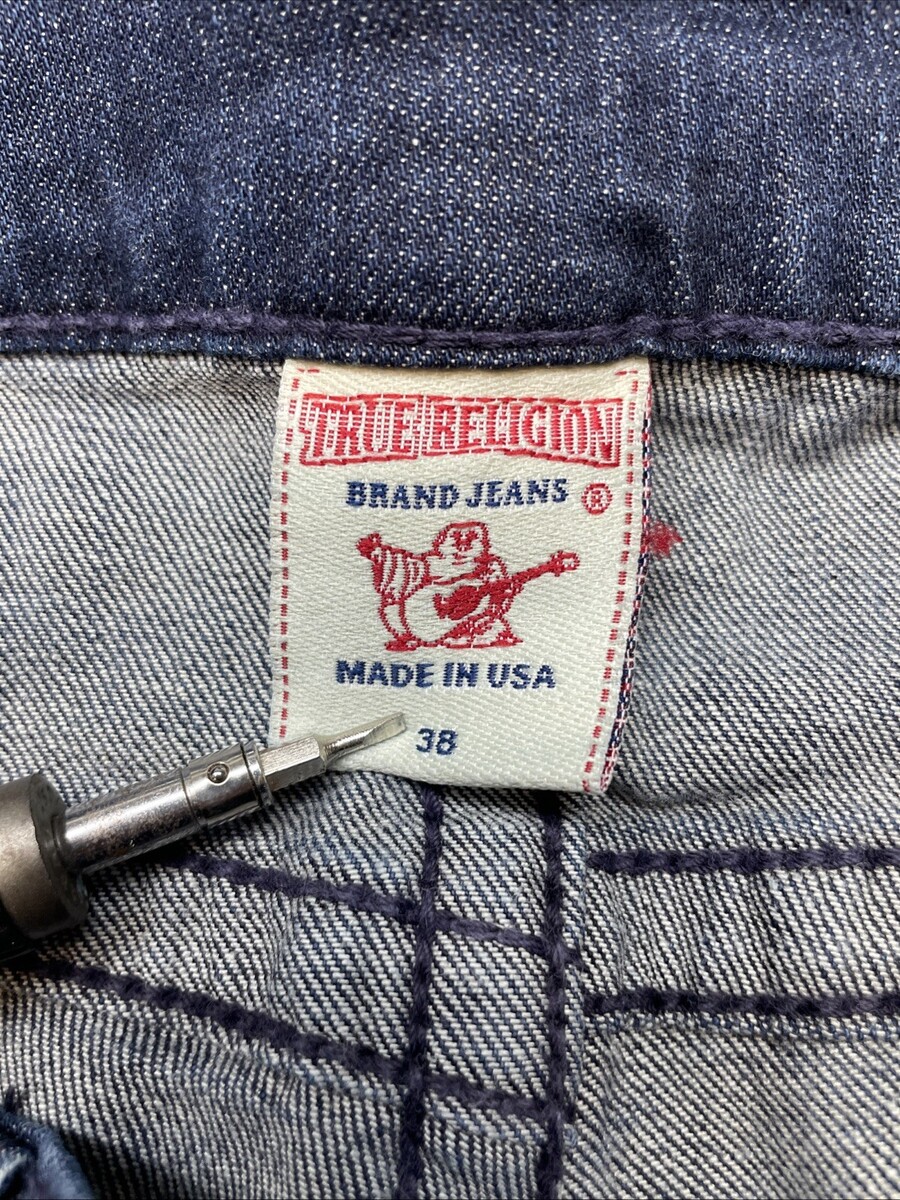 TRUE RELIGION
BRAND JEANS ®
MADE IN USA
38